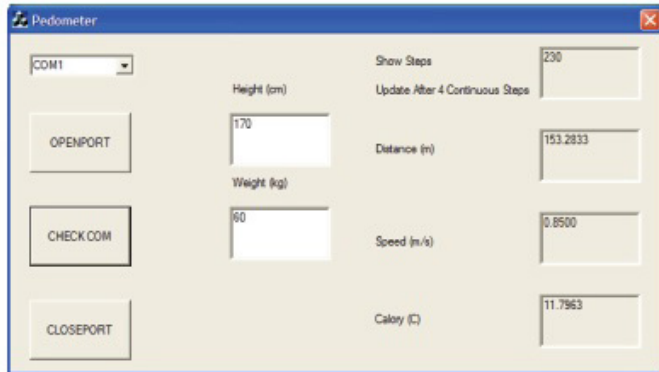 Pedometer
COM1
OPENPORT
CHECK COM
CLOSEPORT
Height (cm)
170
Weight (kg)
60
Show Steps
230
Update After 4 Continuous Steps
Distance (m)
153.2833
Speed (m/s)
0.8500
Calory (C)
11.7963